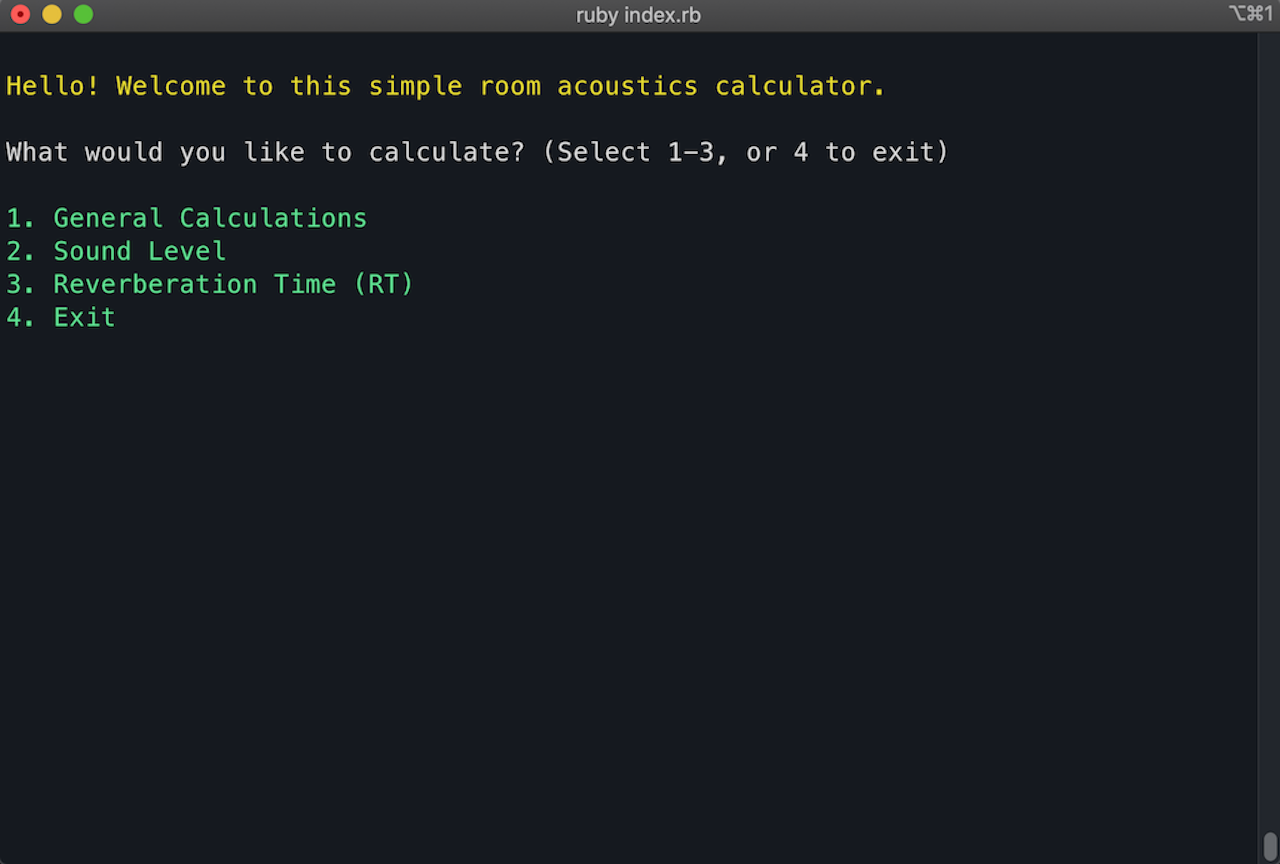 ruby index.rb
⌥⌘1
Hello! Welcome to this simple room acoustics calculator.
What would you like to calculate? (Select 1-3, or 4 to exit)
1. General Calculations
2. Sound Level
3. Reverberation Time (RT)
4. Exit